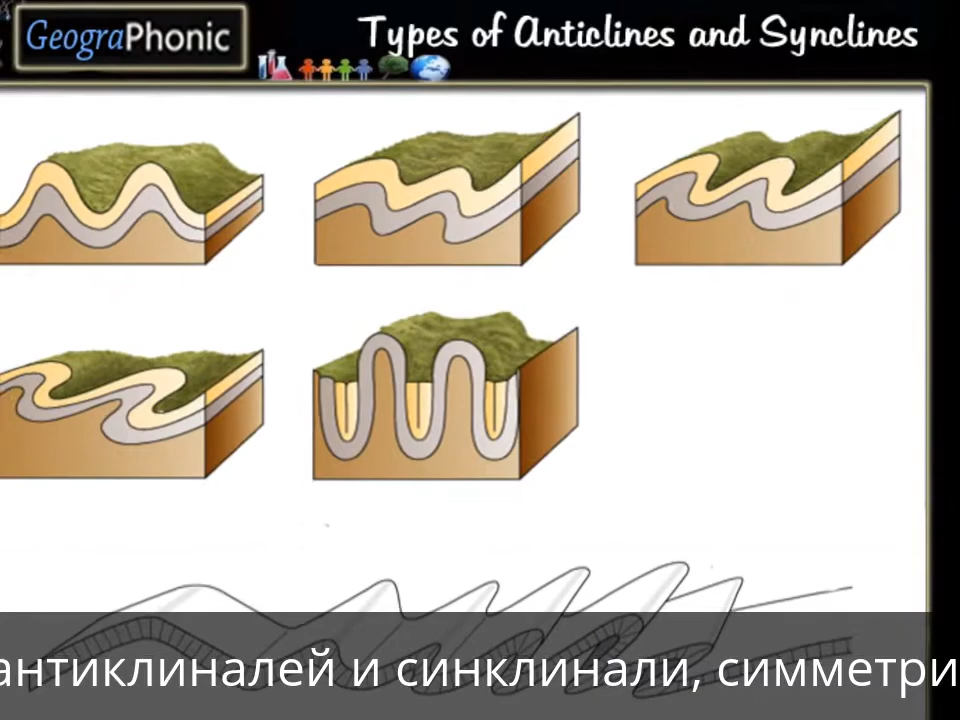 GeograPhonic
Types of Anticlines and Synclines
антиклиналей и синклинали, симметри